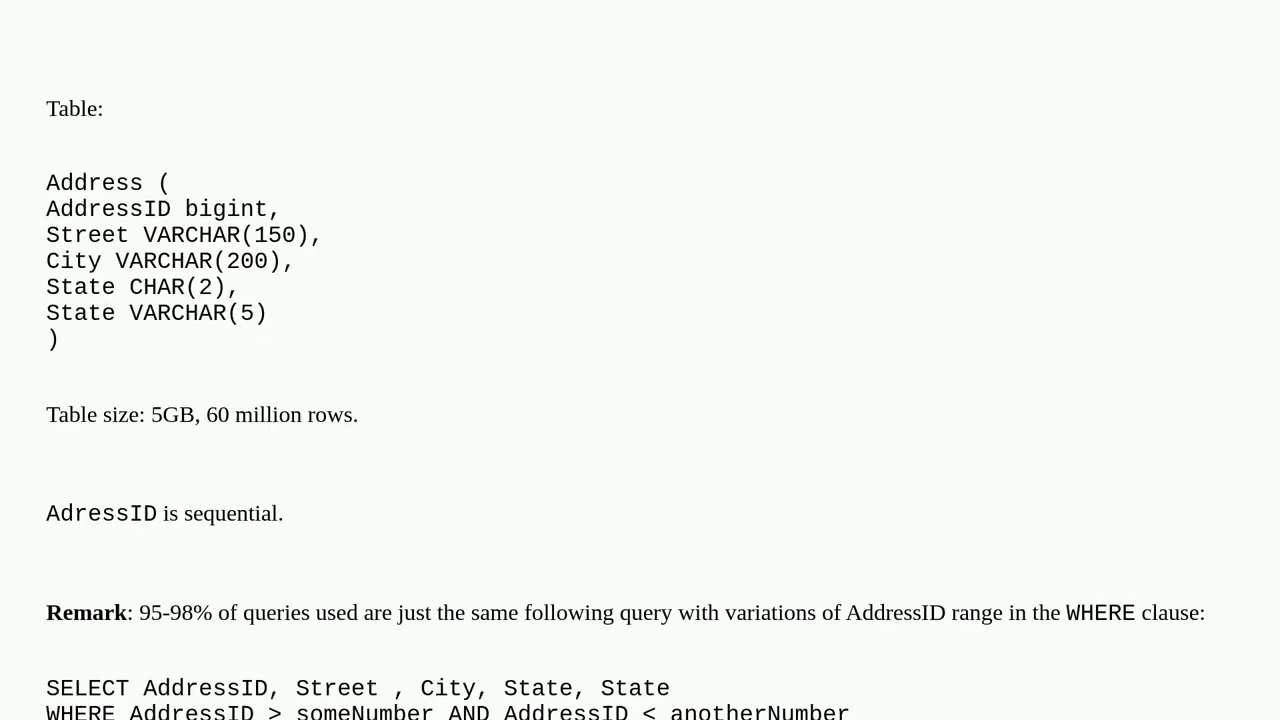 Table:
Address (
AddressID bigint,
Street VARCHAR(150),
City VARCHAR(200),
State CHAR(2),
State VARCHAR(5)
)
Table size: 5GB, 60 million rows.
AdressID is sequential.
Remark: 95-98% of queries used are just the same following query with variations of AddressID range in the WHERE clause:
SELECT AddressID, Street , City, State, State
WHERE AddressID > someNumber AND AddressID < anotherNumber